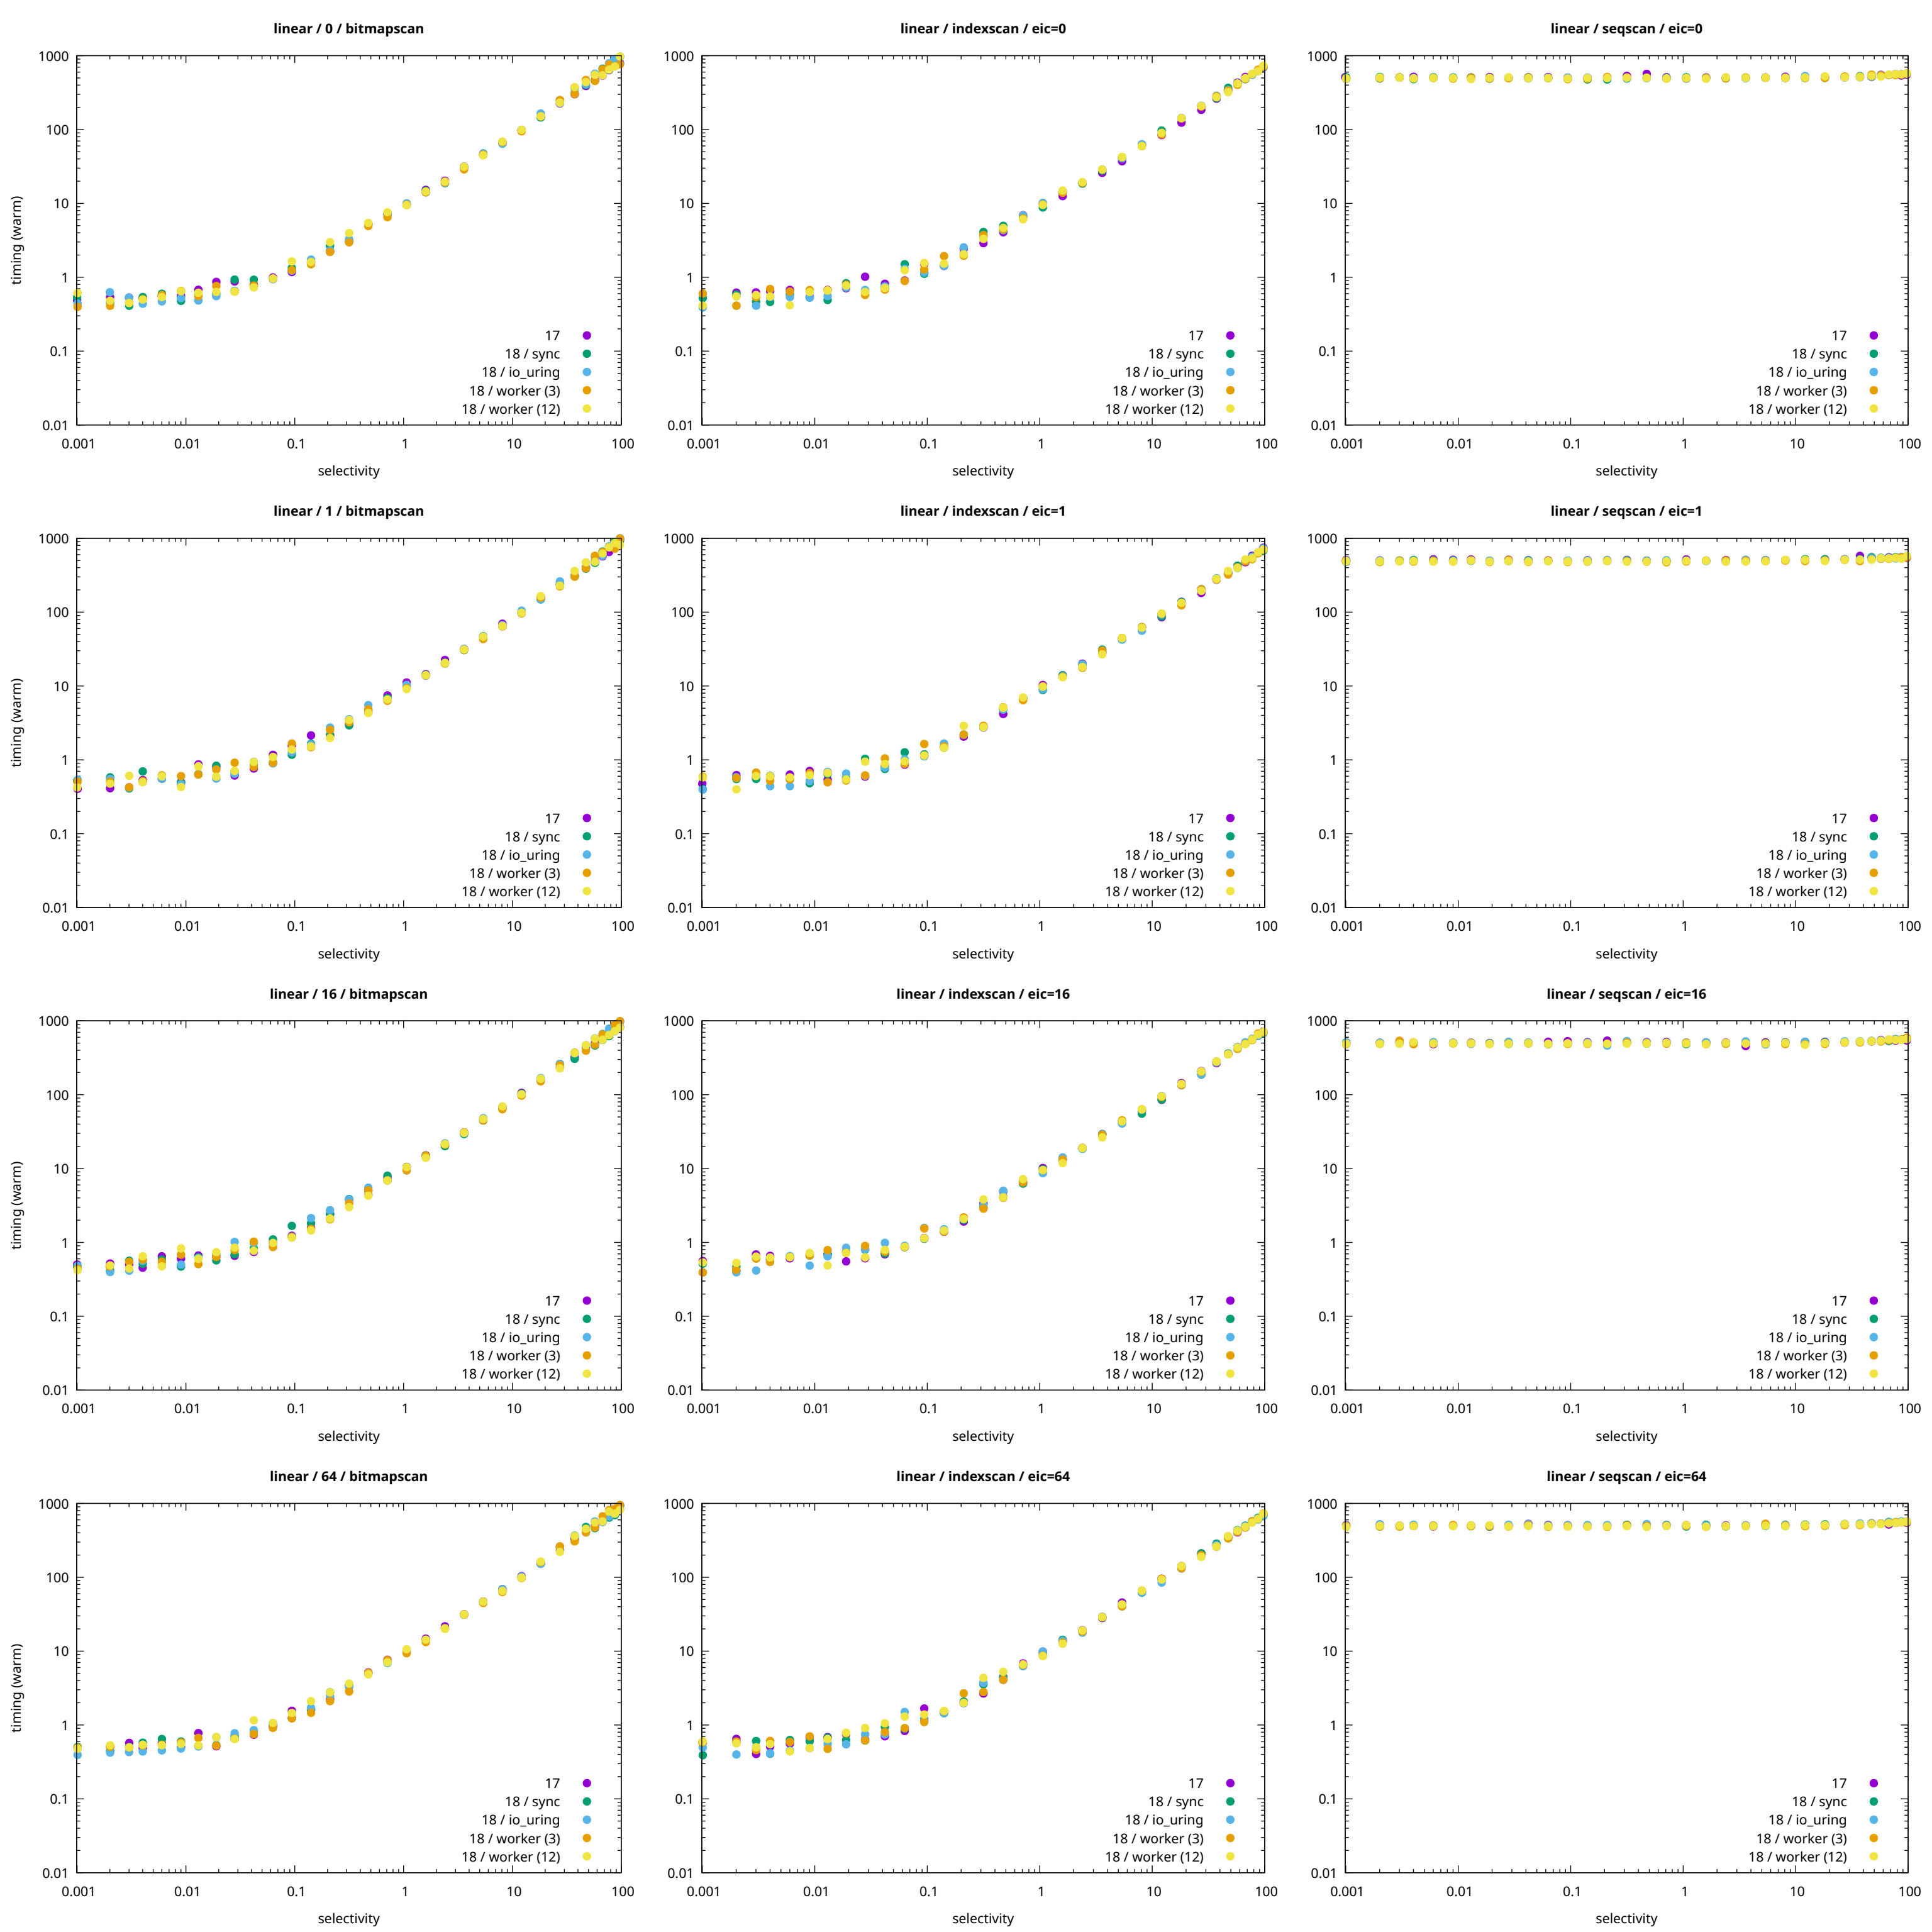 linear / 0 / bitmapscan
timing (warm)
1000
100
10
1
0.1
0.01
17
18 / sync
18 / io_uring
18 / worker (3)
18 / worker (12)
0.001 0.01 0.1 1 10 100
selectivity
linear / indexscan / eic=0
1000
100
10
1
0.1
0.01
17
18 / sync
18 / io_uring
18 / worker (3)
18 / worker (12)
0.001 0.01 0.1 1 10 100
selectivity
linear / seqscan / eic=0
1000
100
10
1
0.1
0.01
17
18 / sync
18 / io_uring
18 / worker (3)
18 / worker (12)
0.001 0.01 0.1 1 10 100
selectivity
linear / 1 / bitmapscan
timing (warm)
1000
100
10
1
0.1
0.01
17
18 / sync
18 / io_uring
18 / worker (3)
18 / worker (12)
0.001 0.01 0.1 1 10 100
selectivity
linear / indexscan / eic=1
1000
100
10
1
0.1
0.01
17
18 / sync
18 / io_uring
18 / worker (3)
18 / worker (12)
0.001 0.01 0.1 1 10 100
selectivity
linear / seqscan / eic=1
1000
100
10
1
0.1
0.01
17
18 / sync
18 / io_uring
18 / worker (3)
18 / worker (12)
0.001 0.01 0.1 1 10 100
selectivity
linear / 16 / bitmapscan
timing (warm)
1000
100
10
1
0.1
0.01
17
18 / sync
18 / io_uring
18 / worker (3)
18 / worker (12)
0.001 0.01 0.1 1 10 100
selectivity
linear / indexscan / eic=16
1000
100
10
1
0.1
0.01
17
18 / sync
18 / io_uring
18 / worker (3)
18 / worker (12)
0.001 0.01 0.1 1 10 100
selectivity
linear / seqscan / eic=16
1000
100
10
1
0.1
0.01
17
18 / sync
18 / io_uring
18 / worker (3)
18 / worker (12)
0.001 0.01 0.1 1 10 100
selectivity
linear / 64 / bitmapscan
timing (warm)
1000
100
10
1
0.1
0.01
17
18 / sync
18 / io_uring
18 / worker (3)
18 / worker (12)
0.001 0.01 0.1 1 10 100
selectivity
linear / indexscan / eic=64
1000
100
10
1
0.1
0.01
17
18 / sync
18 / io_uring
18 / worker (3)
18 / worker (12)
0.001 0.01 0.1 1 10 100
selectivity
linear / seqscan / eic=64
1000
100
10
1
0.1
0.01
17
18 / sync
18 / io_uring
18 / worker (3)
18 / worker (12)
0.001 0.01 0.1 1 10 100
selectivity